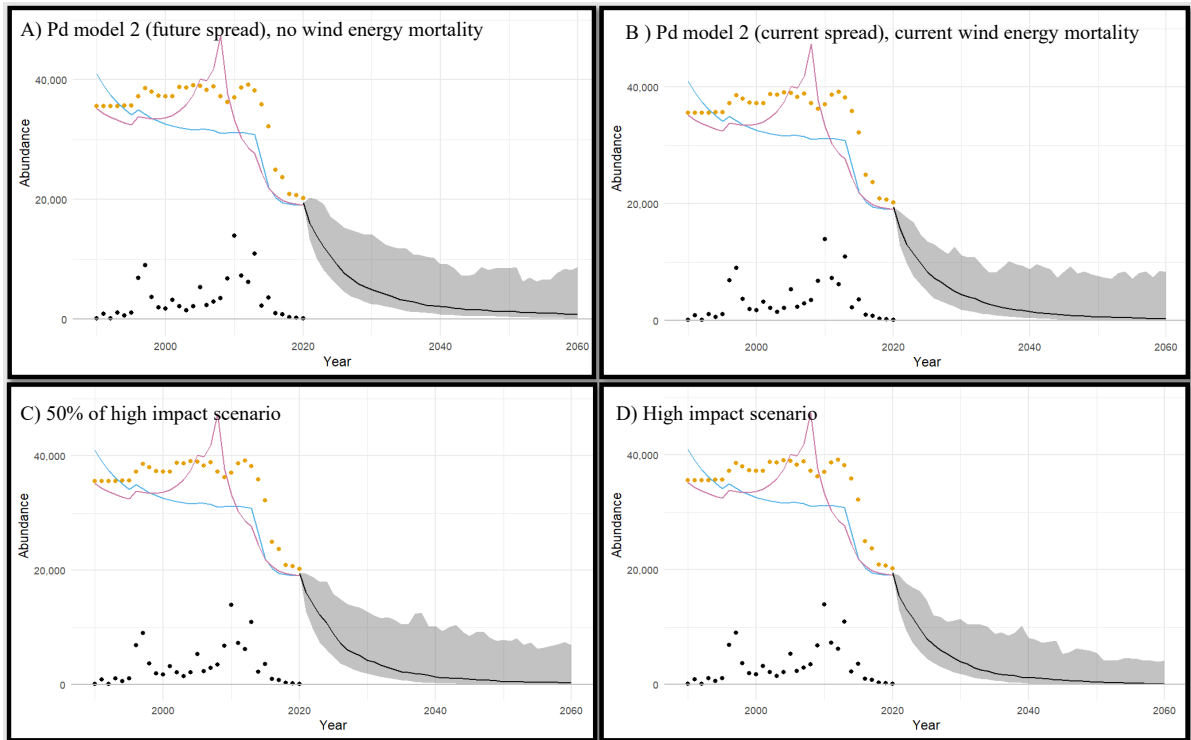 A) Pd model 2 (future spread), no wind energy mortality
Abundance
40,000
20,000
0
2000
2020
2040
2060
Year
B ) Pd model 2 (current spread), current wind energy mortality
Abundance
40,000
20,000
0
2000
2020
2040
2060
Year
C) 50% of high impact scenario
Abundance
40,000
20,000
0
2000
2020
2040
2060
Year
D) High impact scenario
Abundance
40,000
20,000
0
2000
2020
2040
2060
Year